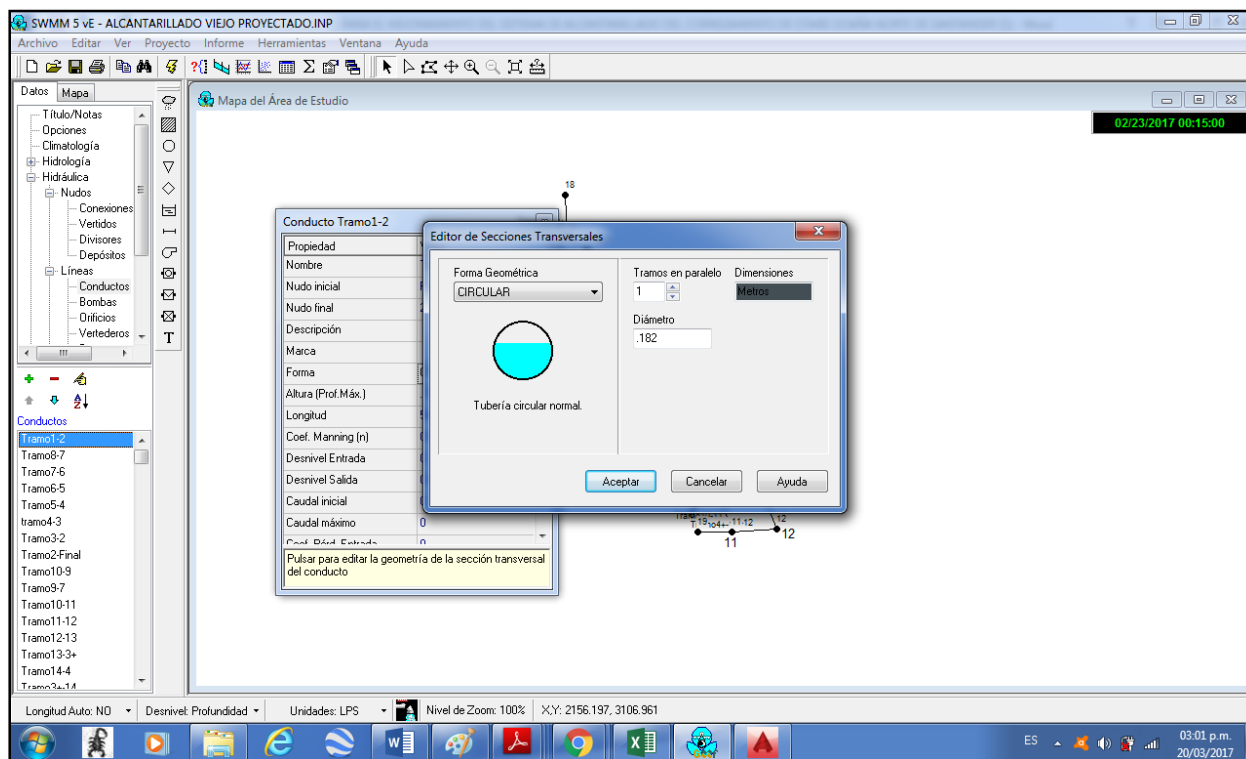 SWMM 5 vE - ALCANTARILLADO VIEJO PROYECTADO.INP
Archivo Editar Ver Proyecto Informe Herramientas Ventana Ayuda
Datos Mapa
Título/Notas
Opciones
Climatología
Hidrología
Hidráulica
Nudos
Conexiones
Vertidos
Divisores
Depósitos
Líneas
Conductos
Bombas
Orificios
Vertederos
T
Conductos
Tramo1-2
Tramo8-7
Tramo7-6
Tramo6-5
Tramo5-4
tramo4-3
Tramo3-2
Tramo2-Final
Tramo10-9
Tramo9-7
Tramo10-11
Tramo11-12
Tramo12-13
Tramo13-3+
Tramo14-4
Tramo3+-14
Mapa del Área de Estudio
02/23/2017 00:15:00
18
Conducto Tramo1-2
Propiedad
Nombre
Nudo inicial
Nudo final
Descripción
Marca
Forma
Altura (Prof.Máx.)
Longitud
Coef. Manning (n)
Desnivel Entrada
Desnivel Salida
Caudal inicial
Caudal máximo 0
Coef. Pérd. Entrada 0
Pulsar para editar la geometría de la sección transversal
del conducto
Editor de Secciones Transversales
Forma Geométrica
CIRCULAR
Tubería circular normal.
Tramos en paralelo Dimensiones
1 Metros
Diámetro
.182
Aceptar Cancelar Ayuda
11-12
12
12
11
Longitud Auto: NO Desnivel: Profundidad Unidades: LPS Nivel de Zoom: 100% X,Y: 2156.197, 3106.961
ES
03:01 p.m.
20/03/2017